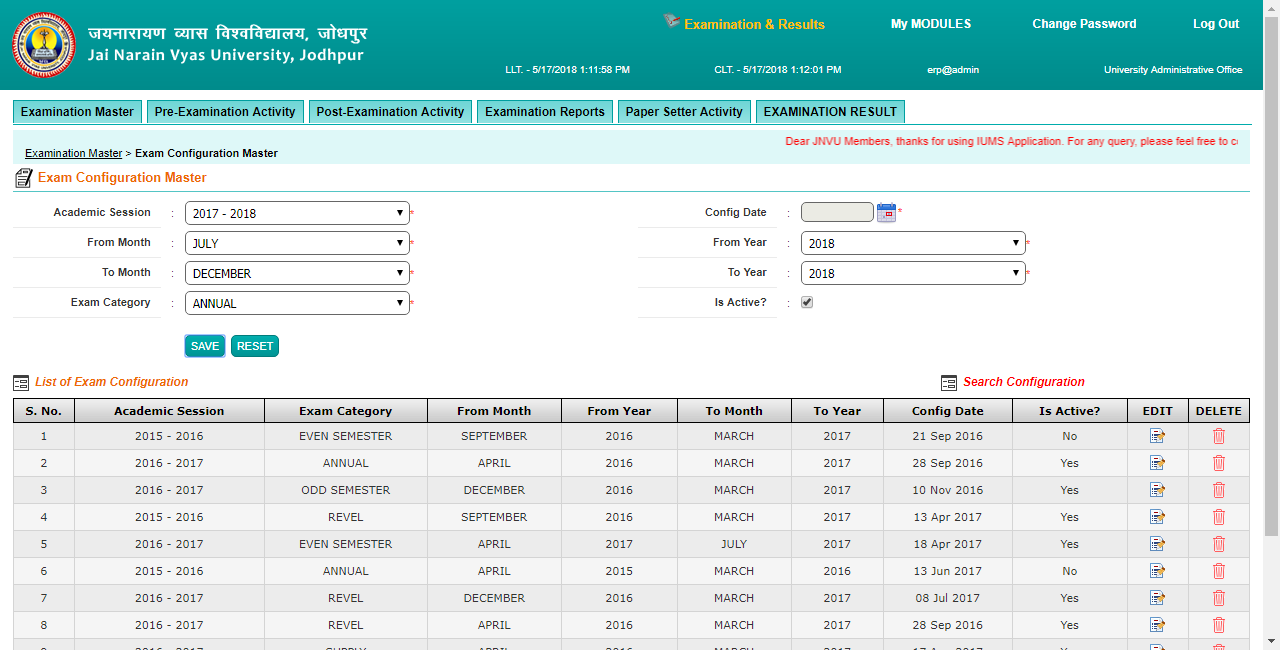 जयनारायण व्यास विश्वविद्यालय, जोधपुर
Jai Narain Vyas University, Jodhpur
Examination & Results My MODULES Change Password Log Out
LLT. - 5/17/2018 1:11:58 PM CLT. - 5/17/2018 1:12:01 PM erp@admin University Administrative Office
Examination Master Pre-Examination Activity Post-Examination Activity Examination Reports Paper Setter Activity EXAMINATION RESULT
Dear JNVU Members, thanks for using IUMS Application. For any query, please feel free to
Examination Master > Exam Configuration Master
Exam Configuration Master
Academic Session : 2017 - 2018 * Config Date : *
From Month : JULY * From Year : 2018 *
To Month : DECEMBER * To Year : 2018 *
Exam Category : ANNUAL * Is Active? :
SAVE RESET
List of Exam Configuration Search Configuration
S. No. Academic Session Exam Category From Month From Year To Month To Year Config Date Is Active? EDIT DELETE
1 2015 - 2016 EVEN SEMESTER SEPTEMBER 2016 MARCH 2017 21 Sep 2016 No
2 2016 - 2017 ANNUAL APRIL 2016 MARCH 2017 28 Sep 2016 Yes
3 2016 - 2017 ODD SEMESTER DECEMBER 2016 MARCH 2017 10 Nov 2016 Yes
4 2015 - 2016 REVEL SEPTEMBER 2016 MARCH 2017 13 Apr 2017 Yes
5 2016 - 2017 EVEN SEMESTER APRIL 2017 JULY 2017 18 Apr 2017 Yes
6 2015 - 2016 ANNUAL APRIL 2015 MARCH 2016 13 Jun 2017 No
7 2016 - 2017 REVEL DECEMBER 2016 MARCH 2017 08 Jul 2017 Yes
8 2016 - 2017 REVEL APRIL 2016 MARCH 2017 28 Sep 2016 Yes